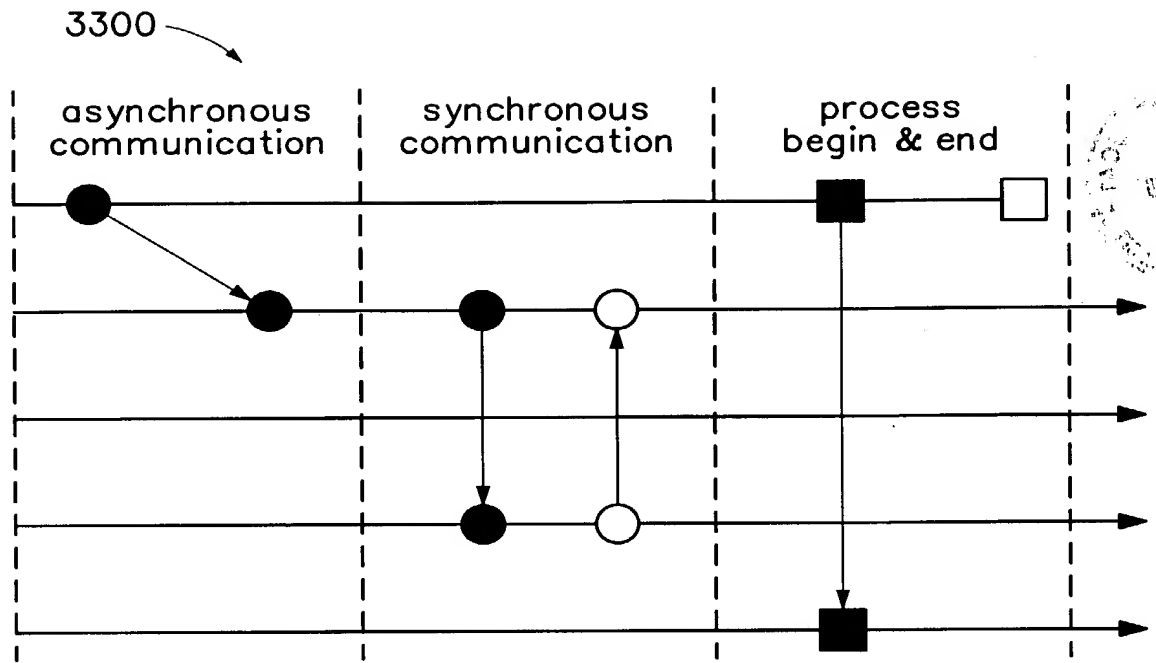 3300
asynchronous
communication
synchronous
communication
process
begin & end